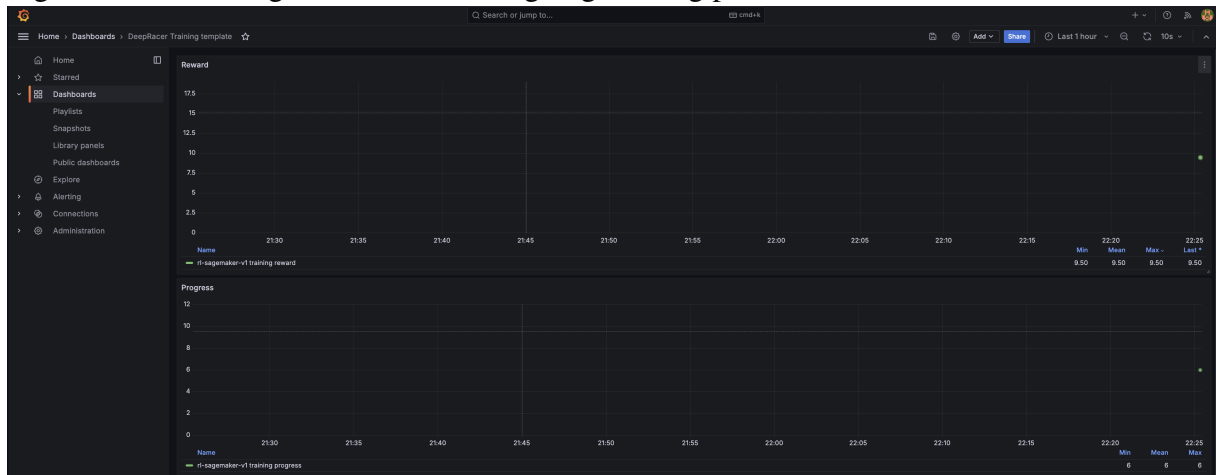 Search or jump to...
cmd+k
Home > Dashboards > DeepRacer Training template
Add
Share
Last 1 hour
10s
Home
Starred
Dashboards
Playlists
Snapshots
Library panels
Public dashboards
Explore
Alerting
Connections
Administration
Reward
17.5
15
12.5
10
7.5
5
2.5
0
21:30 21:35 21:40 21:45 21:50 21:55 22:00 22:05 22:10 22:15 22:20 22:25
Name Min Mean Max Last *
rl-sagemaker-v1 training reward 9.50 9.50 9.50 9.50
Progress
12
10
8
6
4
2
0
21:30 21:35 21:40 21:45 21:50 21:55 22:00 22:05 22:10 22:15 22:20 22:25
Name Min Mean Max
rl-sagemaker-v1 training progress 6 6 6